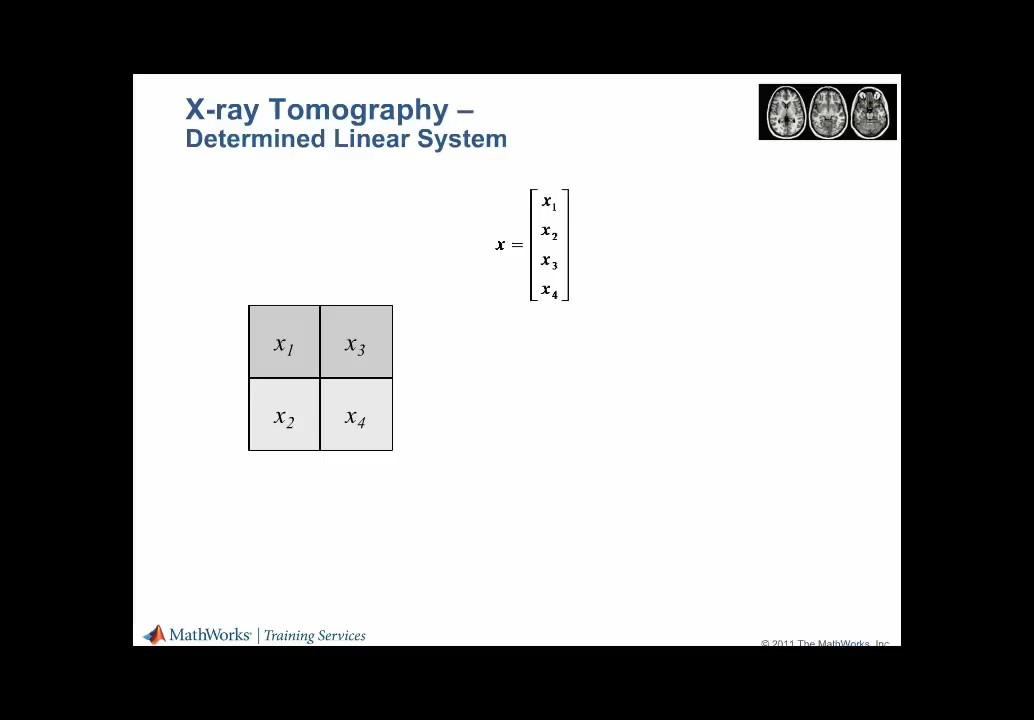 X-ray Tomography –
Determined Linear System
x = [ x1
x2
x3
x4 ]
x1 x3
x2 x4
MathWorks® | Training Services
© 2011 The MathWorks, Inc